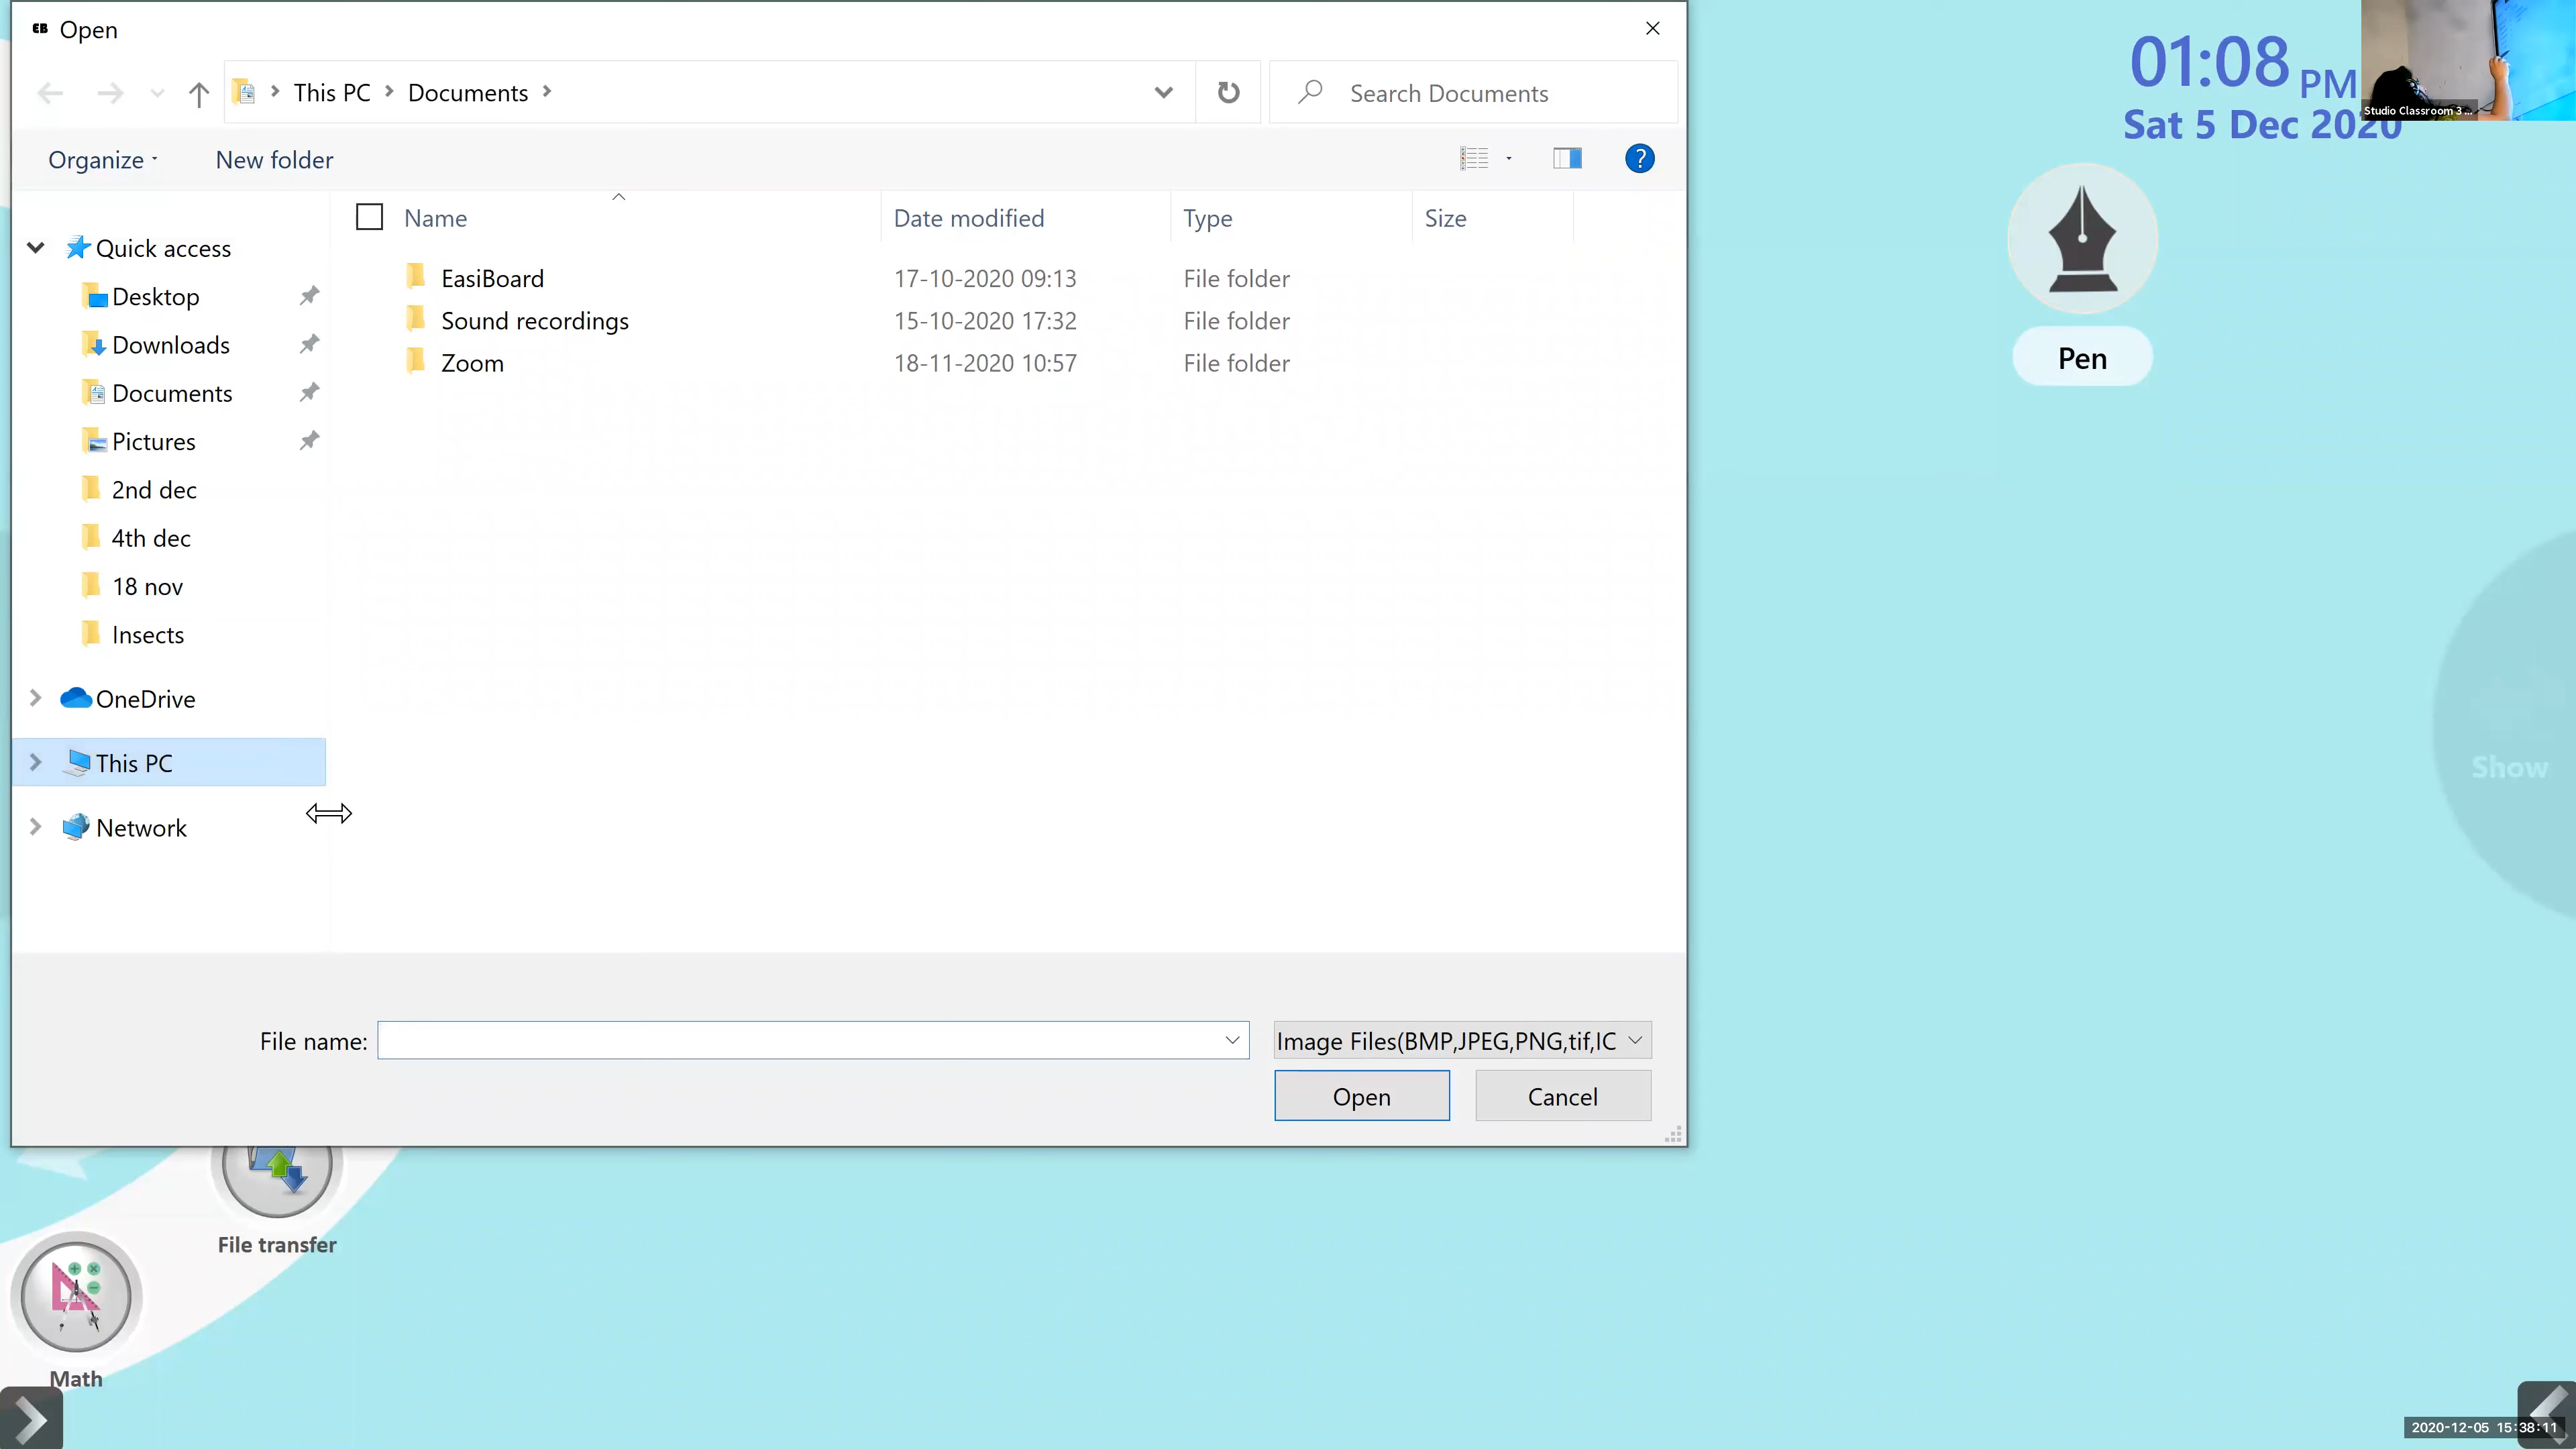 EB Open
This PC Documents
Search Documents
Organize
New folder
Name
Date modified
Type
Size
Quick access
Desktop
Downloads
Documents
Pictures
2nd dec
4th dec
18 nov
Insects
OneDrive
This PC
Network
EasiBoard 17-10-2020 09:13 File folder
Sound recordings 15-10-2020 17:32 File folder
Zoom 18-11-2020 10:57 File folder
File name:
Image Files(BMP,JPEG,PNG,tif,IC
Open
Cancel
01:08 PM
Sat 5 Dec 2020
Studio Classroom 3 ...
Pen
Show
File transfer
Math
2020-12-05 15:38:11